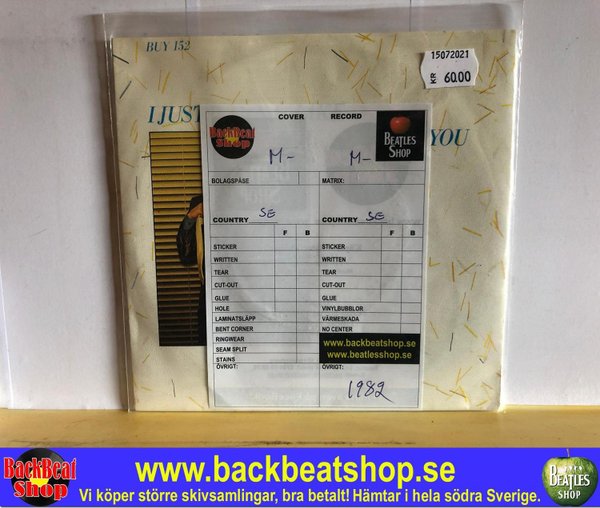 BUY 152
15072021
KR 60.00
I JUST
YOU
BackBeat Shop
COVER
RECORD
BEATLES SHOP
M-
M-
BOLAGSPÅSE
MATRIX:
COUNTRY SE
COUNTRY SE
F B F B
STICKER STICKER
WRITTEN WRITTEN
TEAR TEAR
CUT-OUT CUT-OUT
GLUE GLUE
HOLE VINYLBUBBLOR
LAMINATSLÄPP VÄRMESKADA
BENT CORNER NO CENTER
RINGWEAR
SEAM SPLIT
STAINS
www.backbeatshop.se
www.beatlesshop.se
ÖVRIGT: ÖVRIGT:
1982
BackBeat Shop
www.backbeatshop.se
Vi köper större skivsamlingar, bra betalt! Hämtar i hela södra Sverige.
BEATLES SHOP